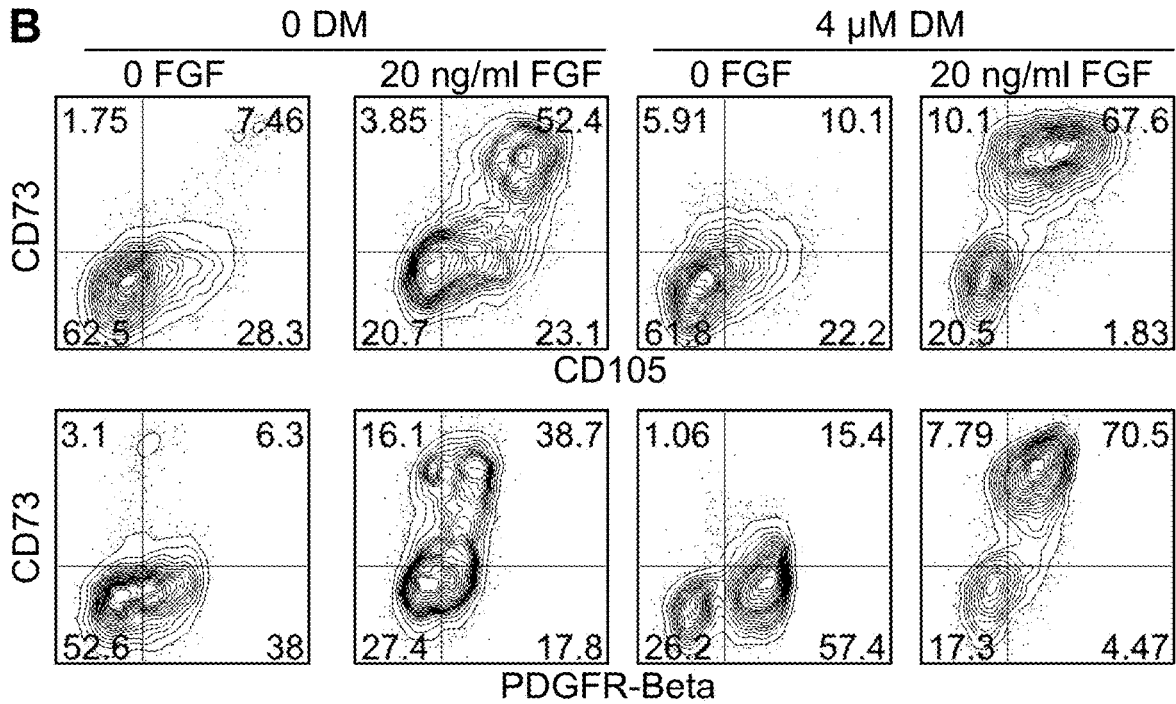 B
0 DM 4 µM DM
0 FGF 20 ng/ml FGF 0 FGF 20 ng/ml FGF
1.75 7.46 3.85 52.4 5.91 10.1 10.1 67.6
CD73
62.5 28.3 20.7 23.1 61.8 22.2 20.5 1.83
CD105
3.1 6.3 16.1 38.7 1.06 15.4 7.79 70.5
CD73
52.6 38 27.4 17.8 26.2 57.4 17.3 4.47
PDGFR-Beta